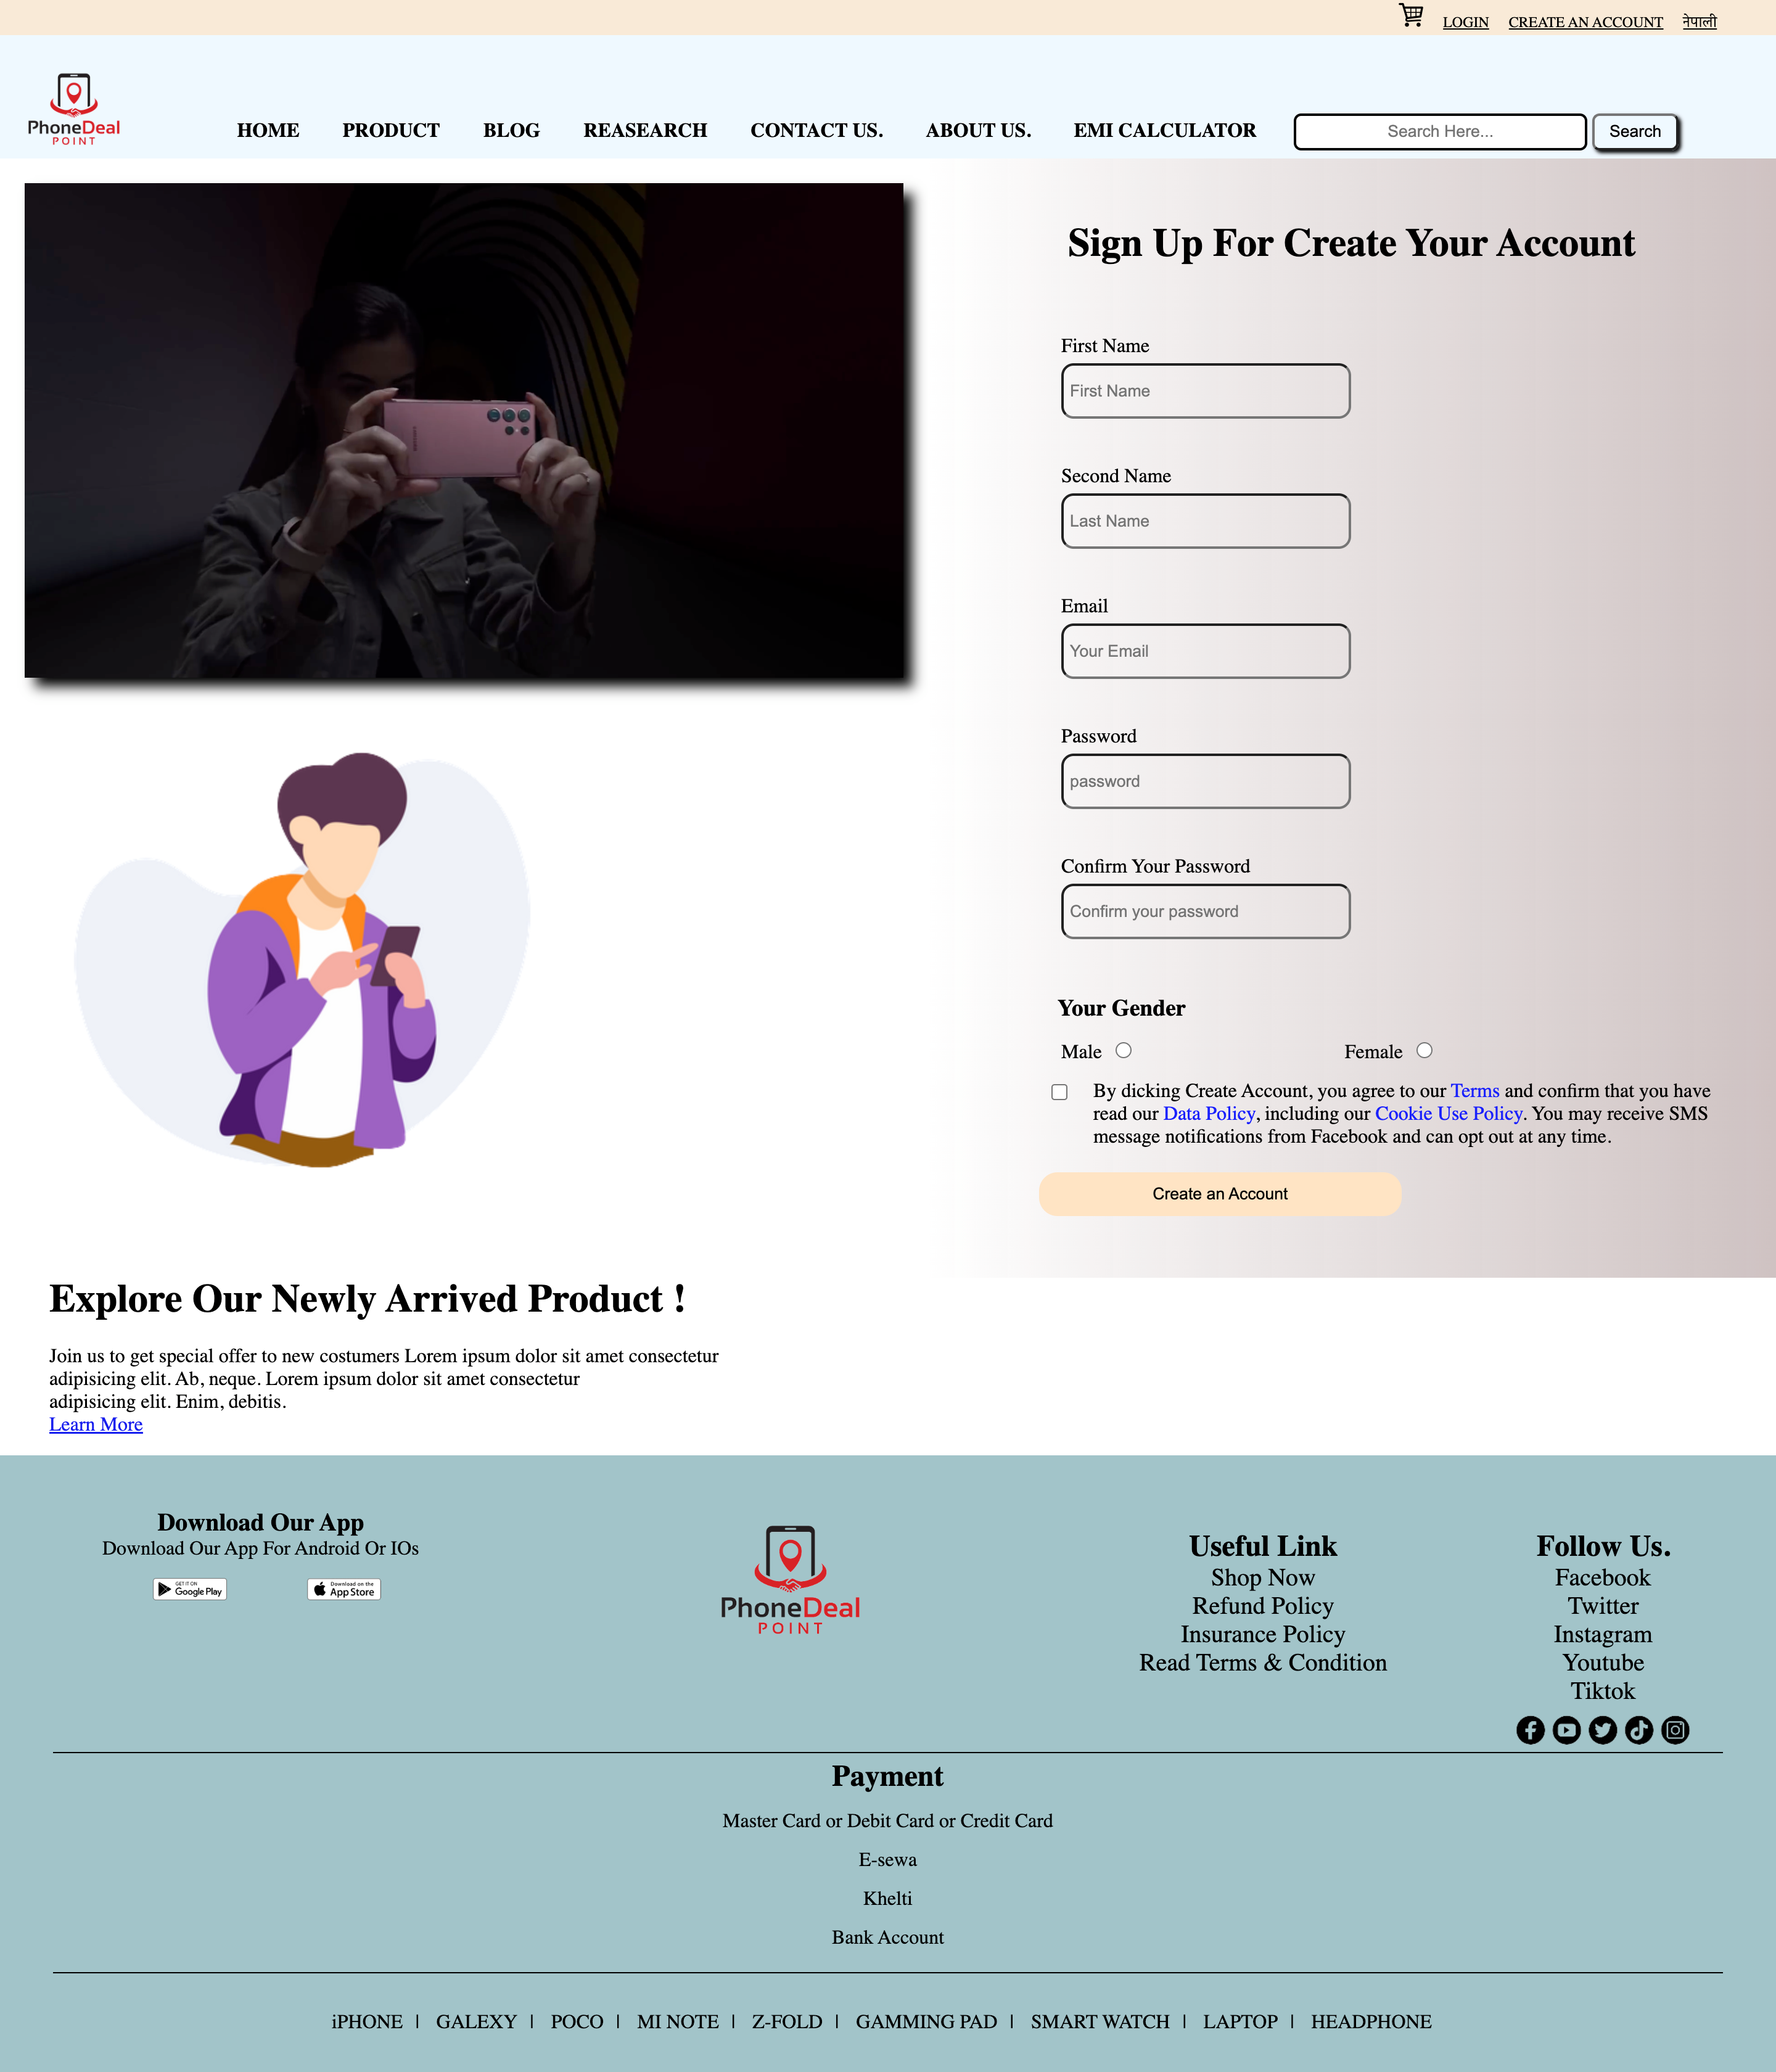 LOGIN CREATE AN ACCOUNT नेपाली
PhoneDeal
POINT
HOME PRODUCT BLOG REASEARCH CONTACT US. ABOUT US. EMI CALCULATOR Search Here... Search
Sign Up For Create Your Account
First Name
First Name
Second Name
Last Name
Email
Your Email
Password
password
Confirm Your Password
Confirm your password
Your Gender
Male Female
By dicking Create Account, you agree to our Terms and confirm that you have
read our Data Policy, including our Cookie Use Policy. You may receive SMS
message notifications from Facebook and can opt out at any time.
Create an Account
Explore Our Newly Arrived Product !
Join us to get special offer to new costumers Lorem ipsum dolor sit amet consectetur
adipisicing elit. Ab, neque. Lorem ipsum dolor sit amet consectetur
adipisicing elit. Enim, debitis.
Learn More
Download Our App
Download Our App For Android Or IOs
GET IT ON
Google Play
Download on the
App Store
PhoneDeal
POINT
Useful Link
Shop Now
Refund Policy
Insurance Policy
Read Terms & Condition
Follow Us.
Facebook
Twitter
Instagram
Youtube
Tiktok
Payment
Master Card or Debit Card or Credit Card
E-sewa
Khelti
Bank Account
iPHONE | GALEXY | POCO | MI NOTE | Z-FOLD | GAMMING PAD | SMART WATCH | LAPTOP | HEADPHONE